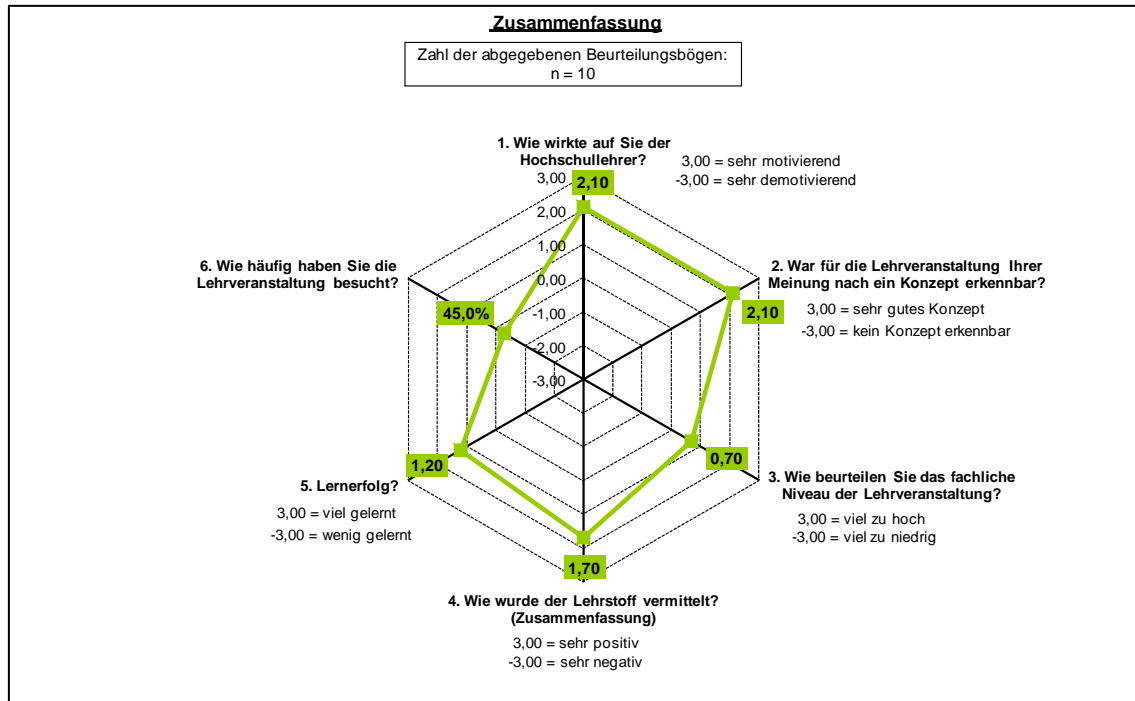 Zusammenfassung
Zahl der abgegebenen Beurteilungsbögen:
n = 10
1. Wie wirkte auf Sie der
Hochschullehrer?
3,00 = sehr motivierend
-3,00 = sehr demotivierend
3,00
2,10
2,00
1,00
0,00
-1,00
-2,00
-3,00
2. War für die Lehrveranstaltung Ihrer
Meinung nach ein Konzept erkennbar?
2,10
3,00 = sehr gutes Konzept
-3,00 = kein Konzept erkennbar
0,70
3. Wie beurteilen Sie das fachliche
Niveau der Lehrveranstaltung?
3,00 = viel zu hoch
-3,00 = viel zu niedrig
1,70
4. Wie wurde der Lehrstoff vermittelt?
(Zusammenfassung)
3,00 = sehr positiv
-3,00 = sehr negativ
1,20
5. Lernerfolg?
3,00 = viel gelernt
-3,00 = wenig gelernt
6. Wie häufig haben Sie die
Lehrveranstaltung besucht?
45,0%